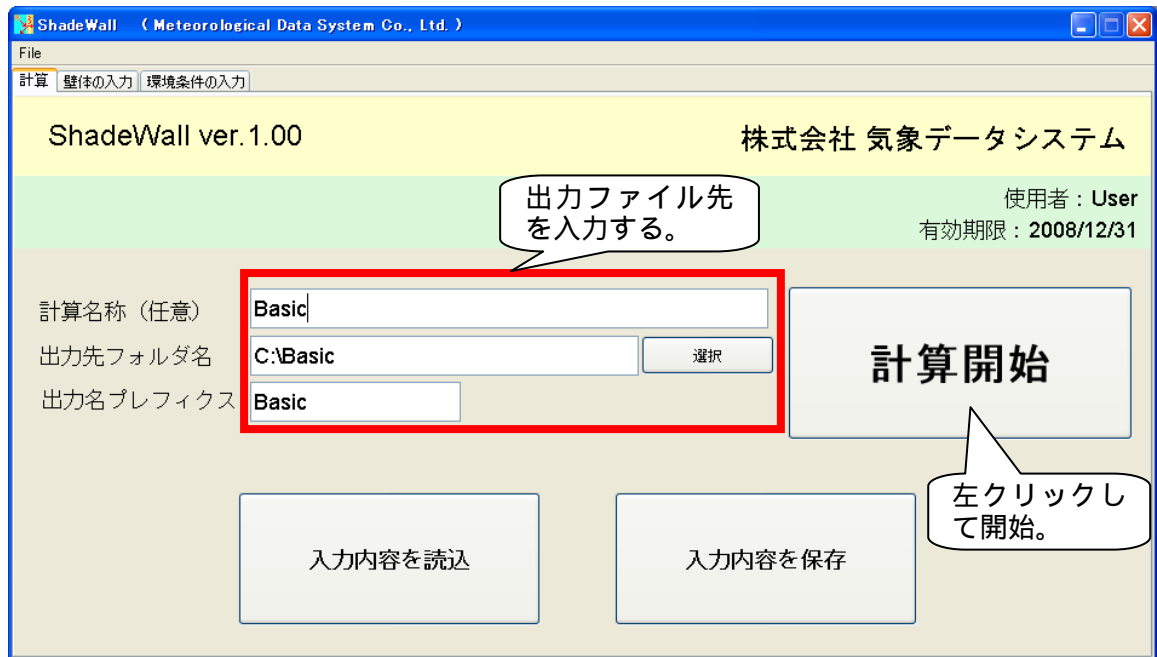 ShadeWall （ Meteorological Data System Co., Ltd. ）
File
計算 壁体の入力 環境条件の入力
ShadeWall ver.1.00
株式会社 気象データシステム
出力ファイル先
を入力する。
使用者：User
有効期限：2008/12/31
計算名称（任意） Basic
出力先フォルダ名 C:\Basic 選択
出力名プレフィクス Basic
計算開始
左クリックし
て開始。
入力内容を読込
入力内容を保存